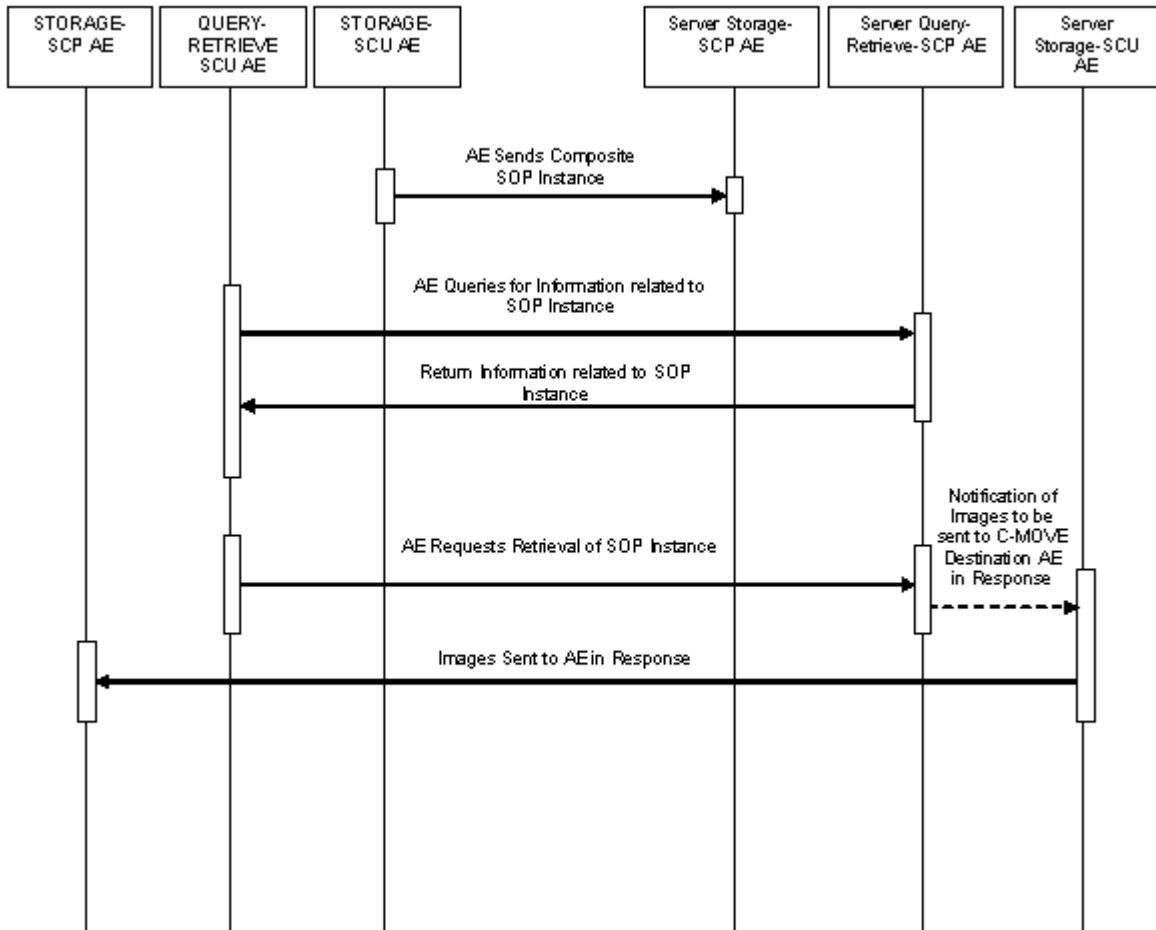 STORAGE-
SCP AE
QUERY-
RETRIEVE
SCU AE
STORAGE-
SCU AE
Server Storage-
SCP AE
Server Query-
Retrieve-SCP AE
Server
Storage-SCU
AE
AE Sends Composite
SOP Instance
AE Queries for Information related to
SOP Instance
Return Information related to SOP
Instance
Notification of
Images to be
sent to C-MOVE
Destination AE
in Response
AE Requests Retrieval of SOP Instance
Images Sent to AE in Response